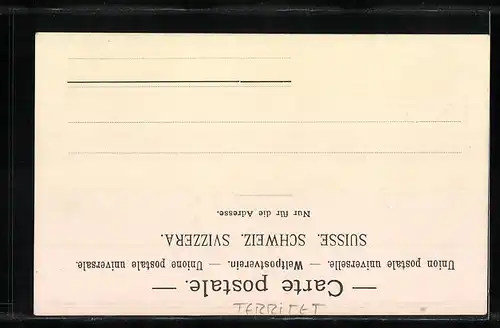 TERRITET
— Carte postale. —
Union postale universelle. — Weltpostverein. — Unione postale universale.
SUISSE. SCHWEIZ. SVIZZERA.
Nur für die Adresse.